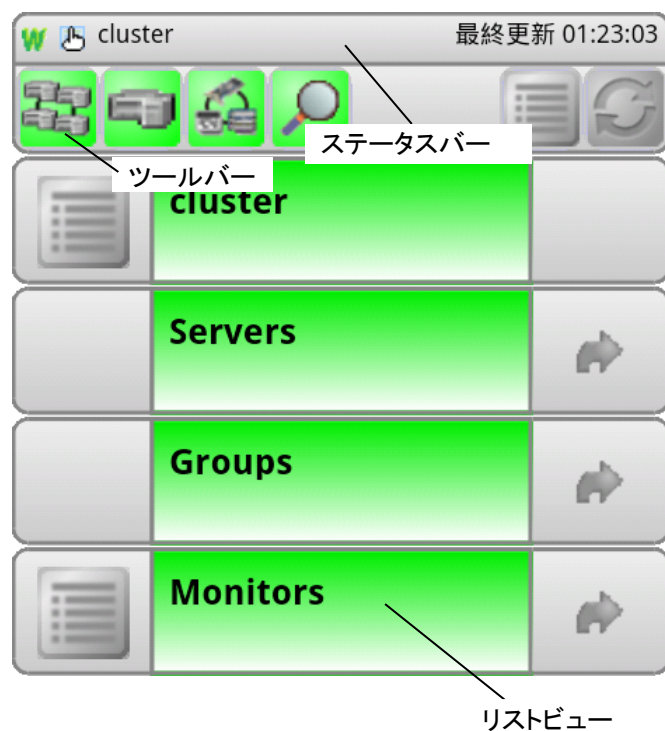 cluster 最終更新 01:23:03
ステータスバー
ツールバー
cluster
Servers
Groups
Monitors
リストビュー